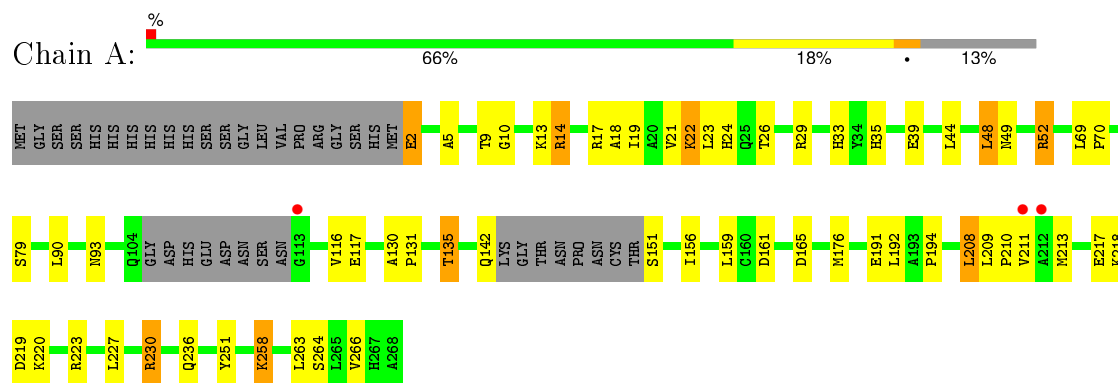 %
Chain A: 66% 18% • 13%
MET GLY SER SER HIS HIS HIS HIS HIS HIS SER SER GLY LEU VAL PRO ARG GLY SER HIS MET E2 A5 T9 G10 K13 R14 R17 A18 I19 A20 V21 K22 L23 H24 Q25 T26 R29 H33 Y34 H35 E39 L44 L48 N49 R52 L69 P70
S79 L90 N93 Q104 GLY ASP HIS GLU ASP ASN SER ASN G113 V116 E117 A130 P131 T135 Q142 LYS GLY THR ASN PRO ASN CYS THR S151 I156 L159 C160 D161 D165 M176 E191 L192 A193 P194 L208 L209 P210 V211 A212 M213 E217 K218
D219 K220 R223 L227 R230 Q236 Y251 K258 L263 S264 L265 V266 H267 A268